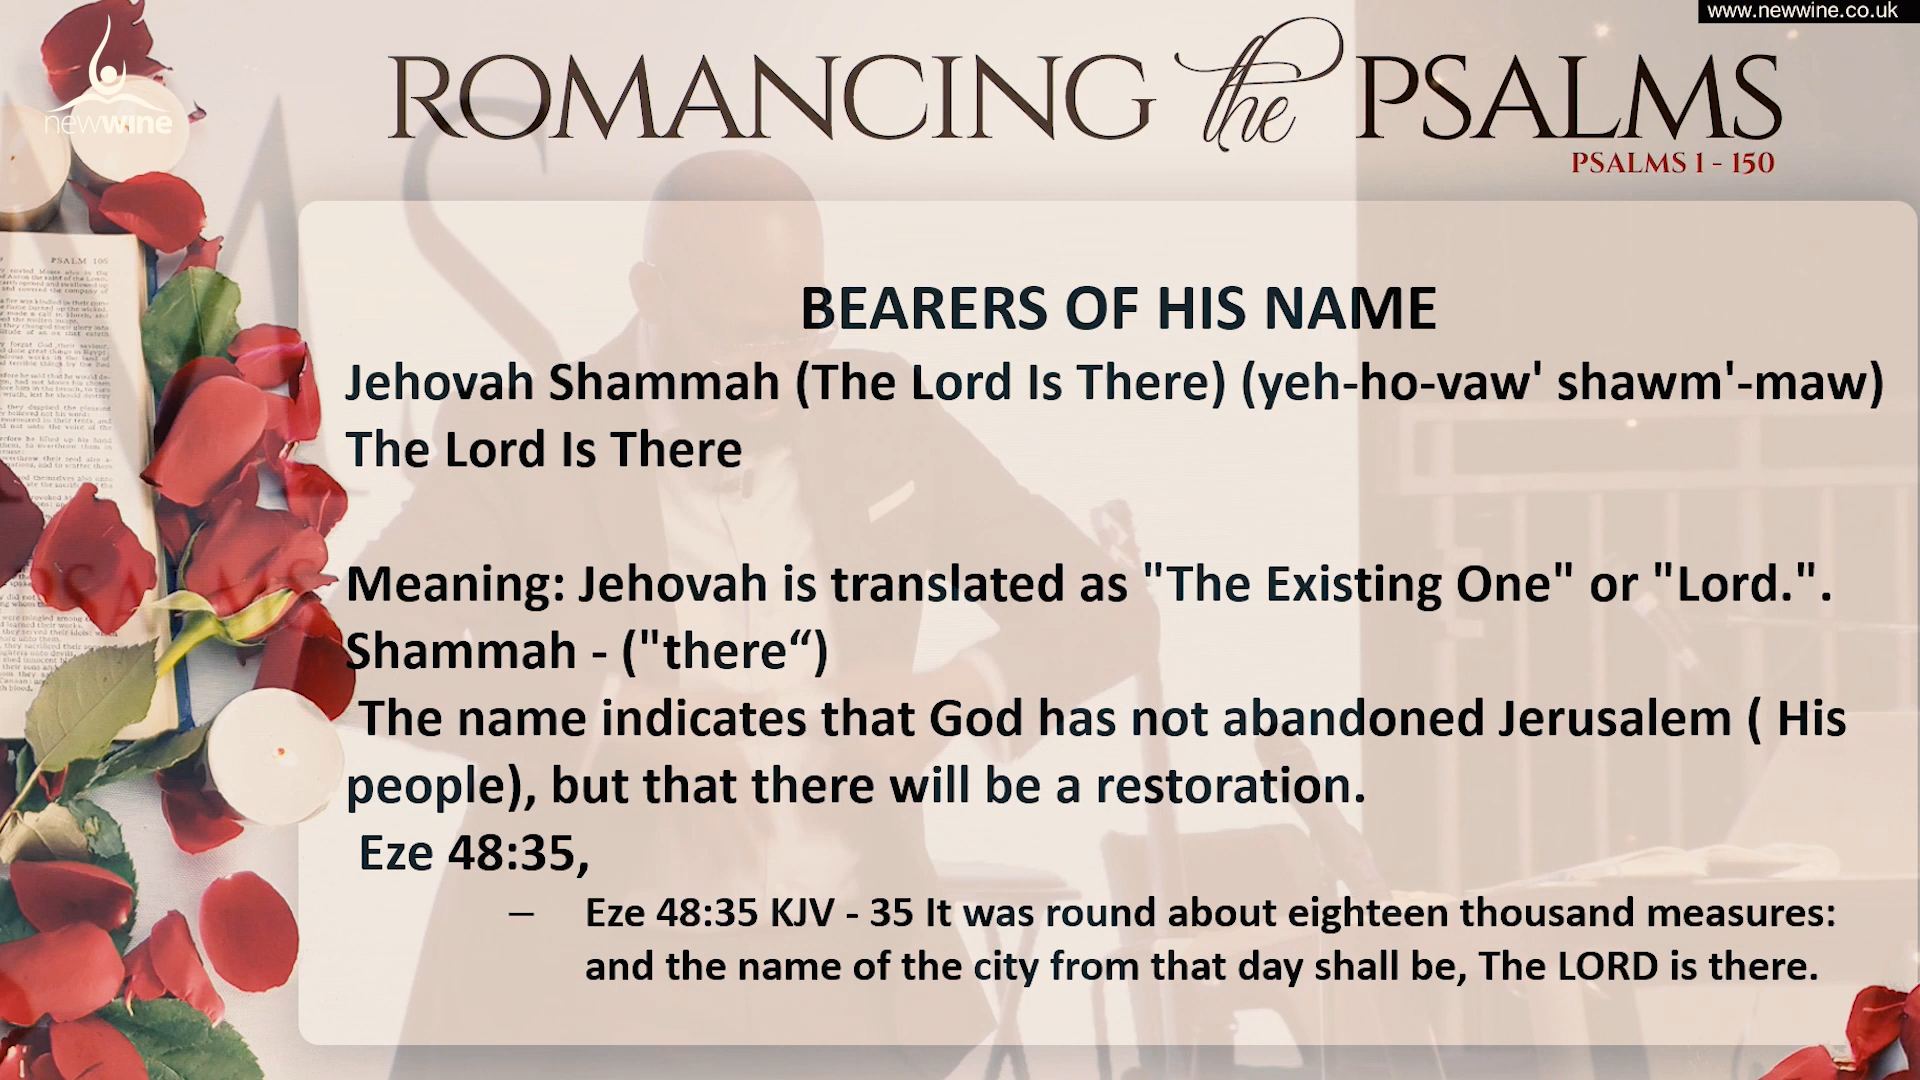 www.newwine.co.uk
ROMANCING the PSALMS
PSALMS 1 - 150
newwine
PSALM 106
BEARERS OF HIS NAME
Jehovah Shammah (The Lord Is There) (yeh-ho-vaw' shawm'-maw)
The Lord Is There
Meaning: Jehovah is translated as "The Existing One" or "Lord.".
Shammah - ("there“)
The name indicates that God has not abandoned Jerusalem ( His
people), but that there will be a restoration.
Eze 48:35,
– Eze 48:35 KJV - 35 It was round about eighteen thousand measures:
and the name of the city from that day shall be, The LORD is there.